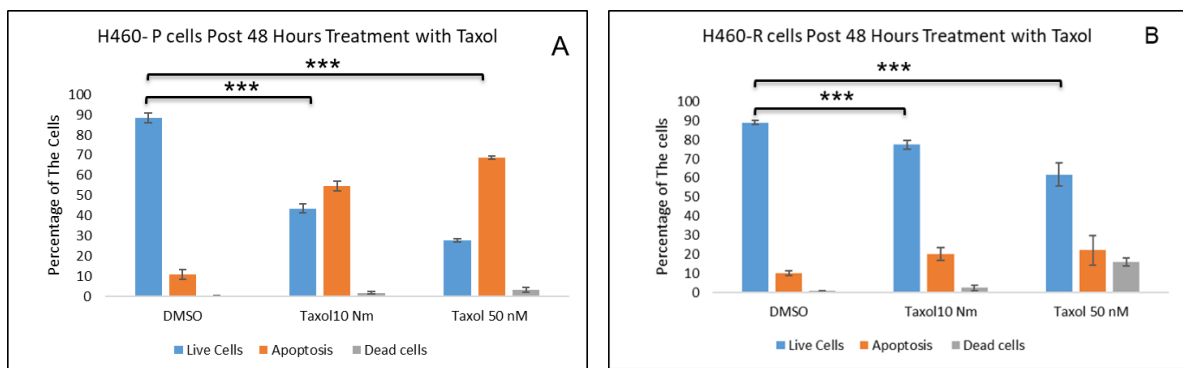 H460- P cells Post 48 Hours Treatment with Taxol
A
***
***
100
90
80
70
60
50
40
30
20
10
0
Percentage of The cells
DMSO
Taxol10 Nm
Taxol 50 nM
Live Cells
Apoptosis
Dead cells
H460-R cells Post 48 Hours Treatment with Taxol
B
***
***
100
90
80
70
60
50
40
30
20
10
0
Percentage of The cells
DMSO
Taxol10 Nm
Taxol 50 nM
Live Cells
Apoptosis
Dead cells